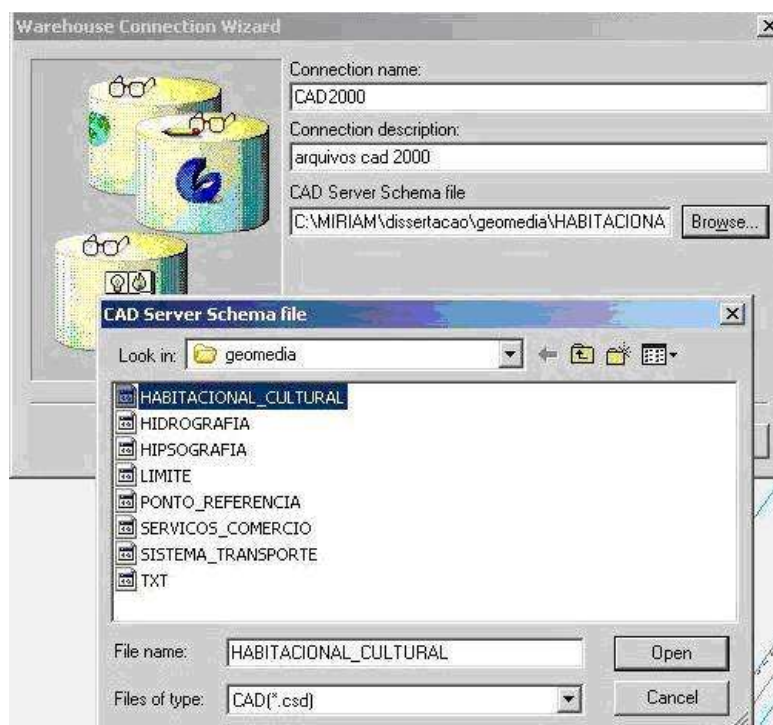 Warehouse Connection Wizard
Connection name:
CAD2000
Connection description:
arquivos cad 2000
CAD Server Schema file
C:\MIRIAM\dissertacao\geomedia\HABITACIONA
Browse...
CAD Server Schema file
Look in: geomedia
HABITACIONAL_CULTURAL
HIDROGRAFIA
HIPSOGRAFIA
LIMITE
PONTO_REFERENCIA
SERVICOS_COMERCIO
SISTEMA_TRANSPORTE
TXT
File name: HABITACIONAL_CULTURAL
Open
Files of type: CAD(*.csd)
Cancel